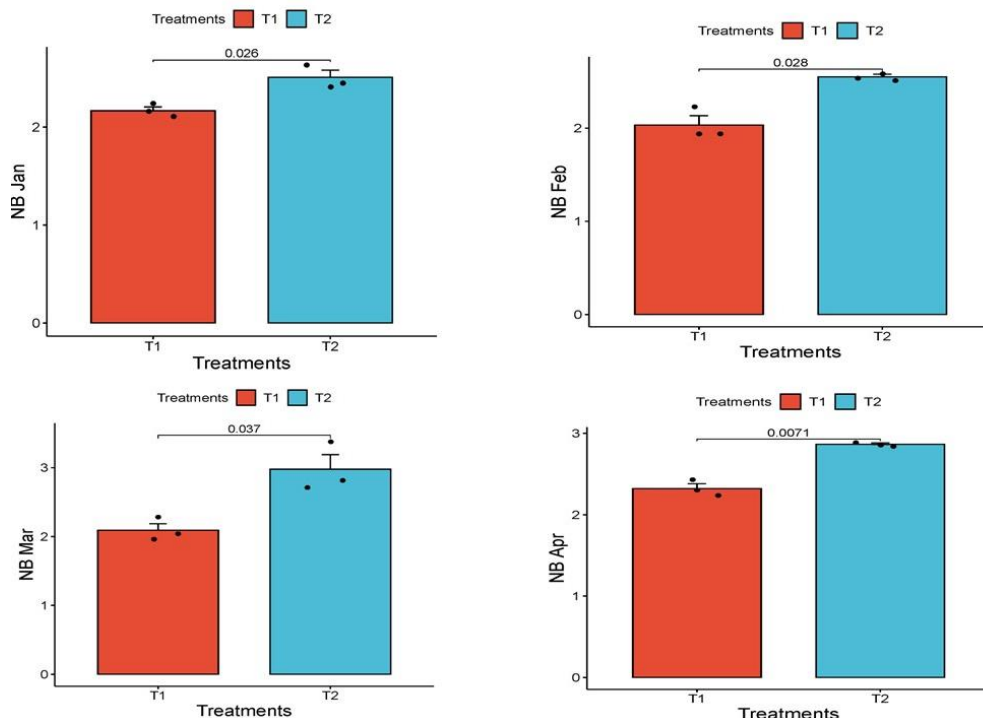 Treatments T1 T2
0.026
2
1
0
NB Jan
T1 T2
Treatments
Treatments T1 T2
0.028
2
1
0
NB Feb
T1 T2
Treatments
Treatments T1 T2
0.037
3
2
1
0
NB Mar
T1 T2
Treatments
Treatments T1 T2
0.0071
3
2
1
0
NB Apr
T1 T2
Treatments